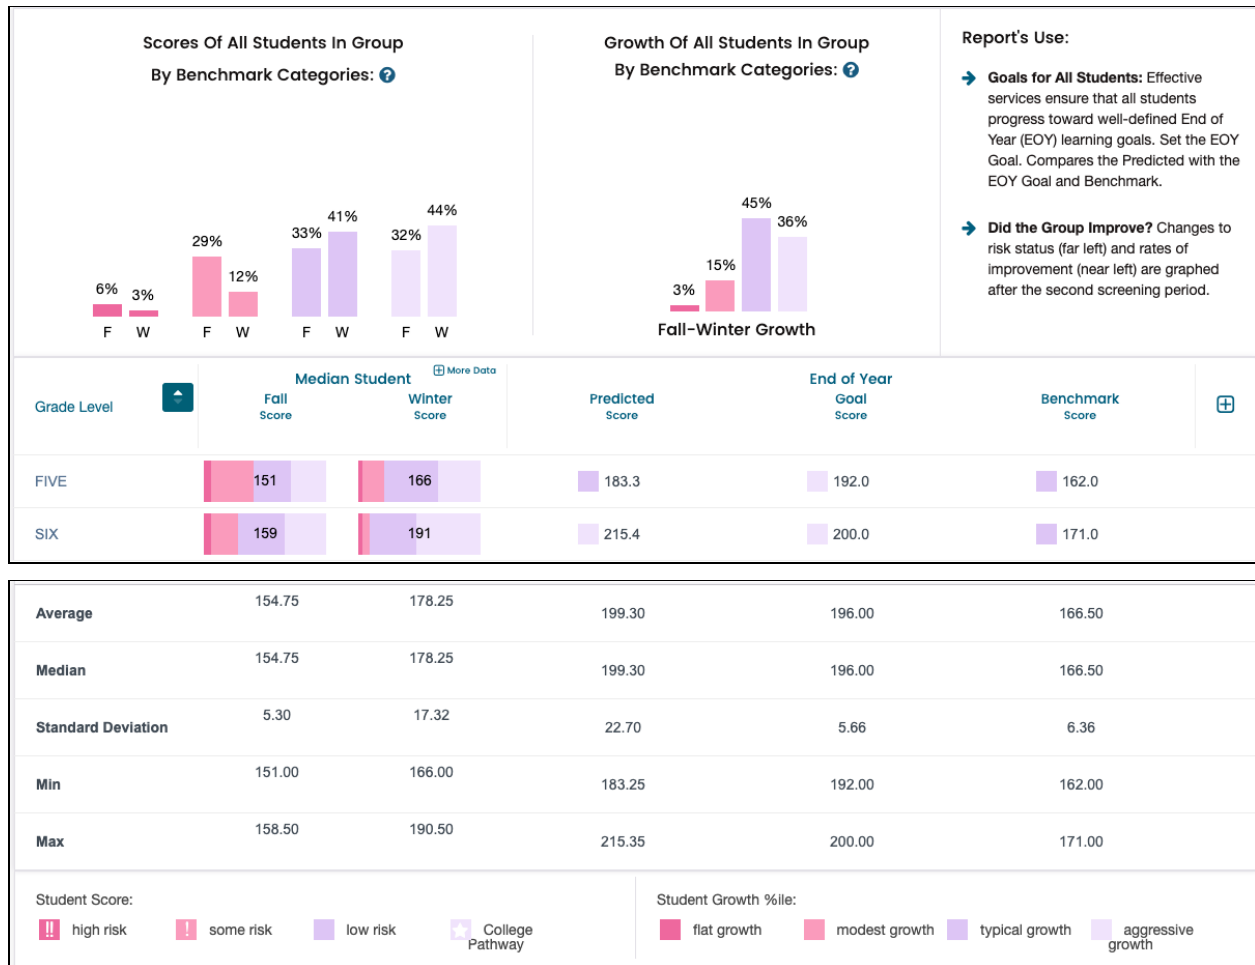 Scores Of All Students In Group
By Benchmark Categories: ?
6%
3%
29%
12%
33%
41%
32%
44%
F W F W F W F W
Growth Of All Students In Group
By Benchmark Categories: ?
3%
15%
45%
36%
Fall-Winter Growth
Report's Use:
Goals for All Students: Effective
services ensure that all students
progress toward well-defined End of
Year (EOY) learning goals. Set the EOY
Goal. Compares the Predicted with the
EOY Goal and Benchmark.
Did the Group Improve? Changes to
risk status (far left) and rates of
improvement (near left) are graphed
after the second screening period.
Grade Level
Median Student
More Data
Fall
Score
Winter
Score
End of Year
Predicted
Score
Goal
Score
Benchmark
Score
FIVE 151 166 183.3 192.0 162.0
SIX 159 191 215.4 200.0 171.0
Average 154.75 178.25 199.30 196.00 166.50
Median 154.75 178.25 199.30 196.00 166.50
Standard Deviation 5.30 17.32 22.70 5.66 6.36
Min 151.00 166.00 183.25 192.00 162.00
Max 158.50 190.50 215.35 200.00 171.00
Student Score:
!! high risk
! some risk
low risk
College
Pathway
Student Growth %ile:
flat growth
modest growth
typical growth
aggressive
growth